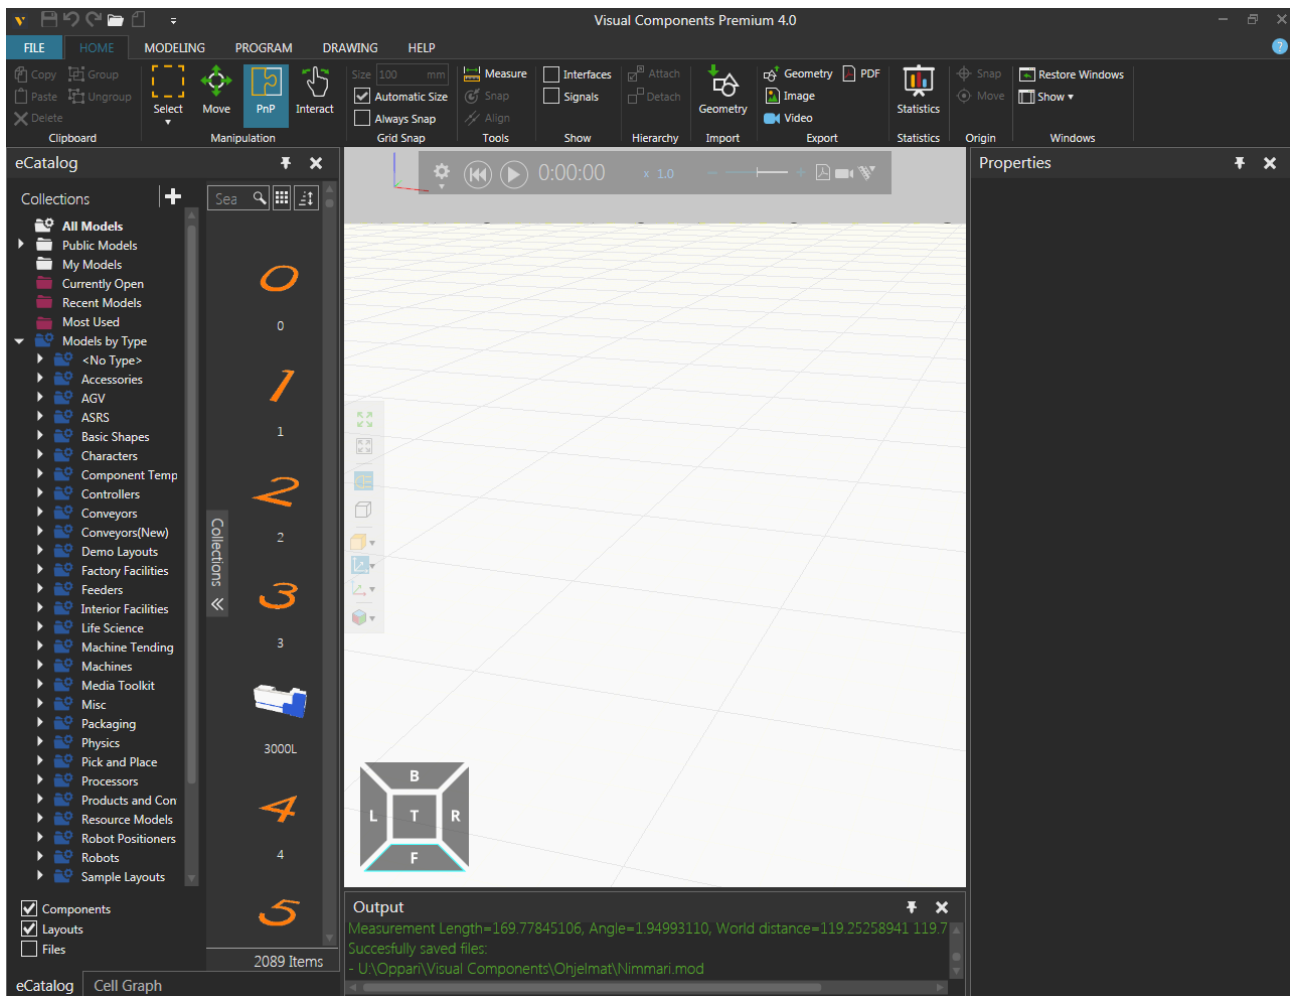 Visual Components Premium 4.0
FILE HOME MODELING PROGRAM DRAWING HELP
Copy Group
Paste Ungroup
Delete
Clipboard
Select Move PnP Interact
Manipulation
Size 100 mm
Automatic Size
Always Snap
Grid Snap
Measure
Snap
Align
Tools
Interfaces
Signals
Show
Attach
Detach
Hierarchy
Geometry
Import
Geometry PDF
Image
Video
Export
Statistics
Statistics
Snap
Move
Origin
Restore Windows
Show
Windows
eCatalog
Collections
All Models
Public Models
My Models
Currently Open
Recent Models
Most Used
Models by Type
<No Type>
Accessories
AGV
ASRS
Basic Shapes
Characters
Component Temp
Controllers
Conveyors
Conveyors(New)
Demo Layouts
Factory Facilities
Feeders
Interior Facilities
Life Science
Machine Tending
Machines
Media Toolkit
Misc
Packaging
Physics
Pick and Place
Processors
Products and Con
Resource Models
Robot Positioners
Robots
Sample Layouts
Components
Layouts
Files
eCatalog Cell Graph
Collections
Sea
0
0
1
1
2
2
3
3
3000L
4
4
5
2089 Items
0:00:00 x 1.0
B
L T R
F
Output
Measurement Length=169.77845106, Angle=1.94993110, World distance=119.25258941 119.7
Succesfully saved files:
- U:\Oppari\Visual Components\Ohjelmat\Nimmari.mod
Properties